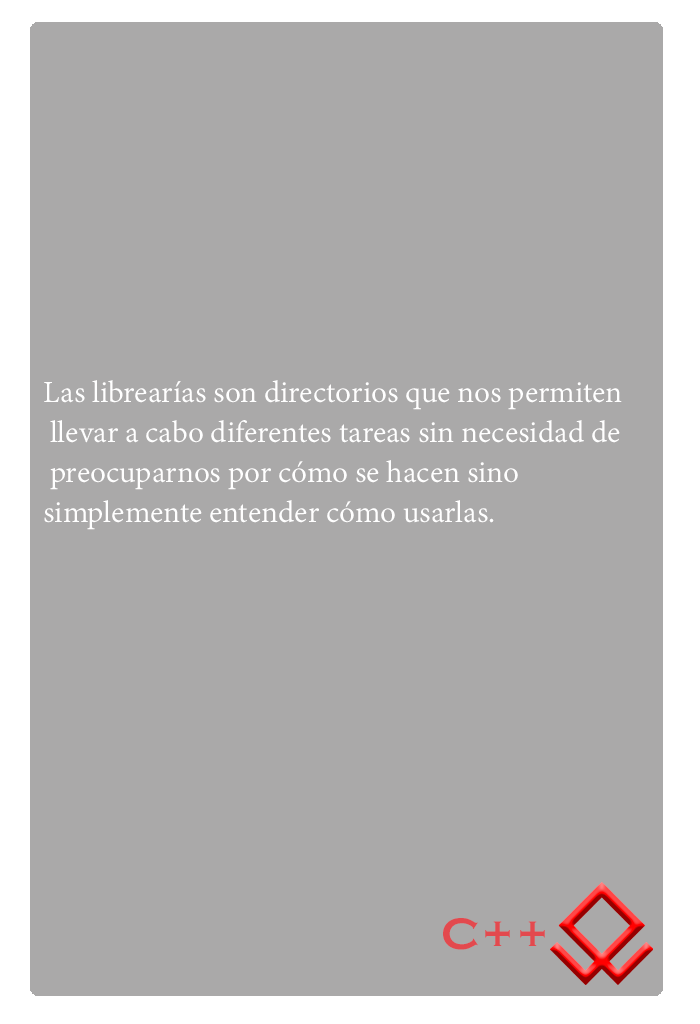 Las librearías son directorios que nos permiten
llevar a cabo diferentes tareas sin necesidad de
preocuparnos por cómo se hacen sino
simplemente entender cómo usarlas.
C++